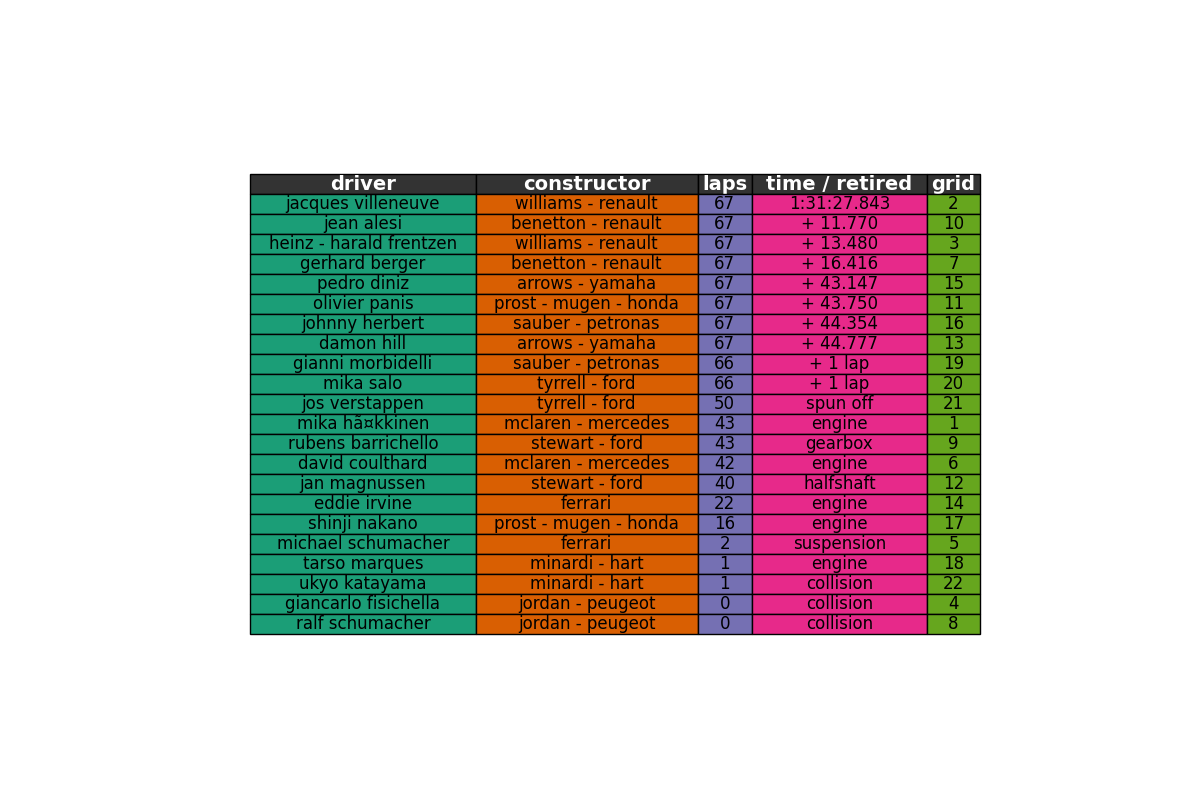 driver constructor laps time / retired grid
jacques villeneuve williams - renault 67 1:31:27.843 2
jean alesi benetton - renault 67 + 11.770 10
heinz - harald frentzen williams - renault 67 + 13.480 3
gerhard berger benetton - renault 67 + 16.416 7
pedro diniz arrows - yamaha 67 + 43.147 15
olivier panis prost - mugen - honda 67 + 43.750 11
johnny herbert sauber - petronas 67 + 44.354 16
damon hill arrows - yamaha 67 + 44.777 13
gianni morbidelli sauber - petronas 66 + 1 lap 19
mika salo tyrrell - ford 66 + 1 lap 20
jos verstappen tyrrell - ford 50 spun off 21
mika hã¤kkinen mclaren - mercedes 43 engine 1
rubens barrichello stewart - ford 43 gearbox 9
david coulthard mclaren - mercedes 42 engine 6
jan magnussen stewart - ford 40 halfshaft 12
eddie irvine ferrari 22 engine 14
shinji nakano prost - mugen - honda 16 engine 17
michael schumacher ferrari 2 suspension 5
tarso marques minardi - hart 1 engine 18
ukyo katayama minardi - hart 1 collision 22
giancarlo fisichella jordan - peugeot 0 collision 4
ralf schumacher jordan - peugeot 0 collision 8